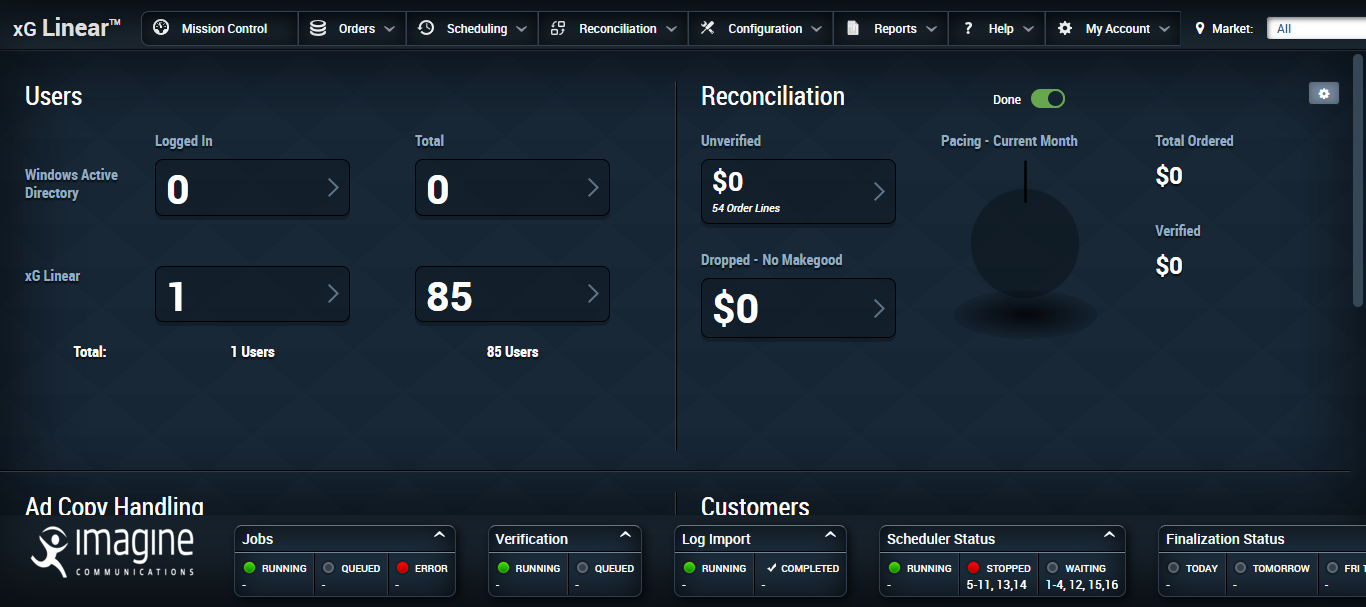 xG Linear™
Mission Control
Orders
Scheduling
Reconciliation
Configuration
Reports
? Help
My Account
Market:
All
Users
Logged In
Total
Windows Active
Directory
0
0
xG Linear
1
85
Total:
1 Users
85 Users
Reconciliation
Done
Unverified
Pacing - Current Month
Total Ordered
$0
54 Order Lines
$0
Verified
$0
Dropped - No Makegood
$0
Ad Copy Handling
Customers
imagine
COMMUNICATIONS
Jobs
RUNNING
QUEUED
ERROR
-
-
-
Verification
RUNNING
QUEUED
-
-
Log Import
RUNNING
COMPLETED
-
-
Scheduler Status
RUNNING
STOPPED
WAITING
-
5-11, 13,14
1-4, 12, 15,16
Finalization Status
TODAY
TOMORROW
FRI
-
-
-